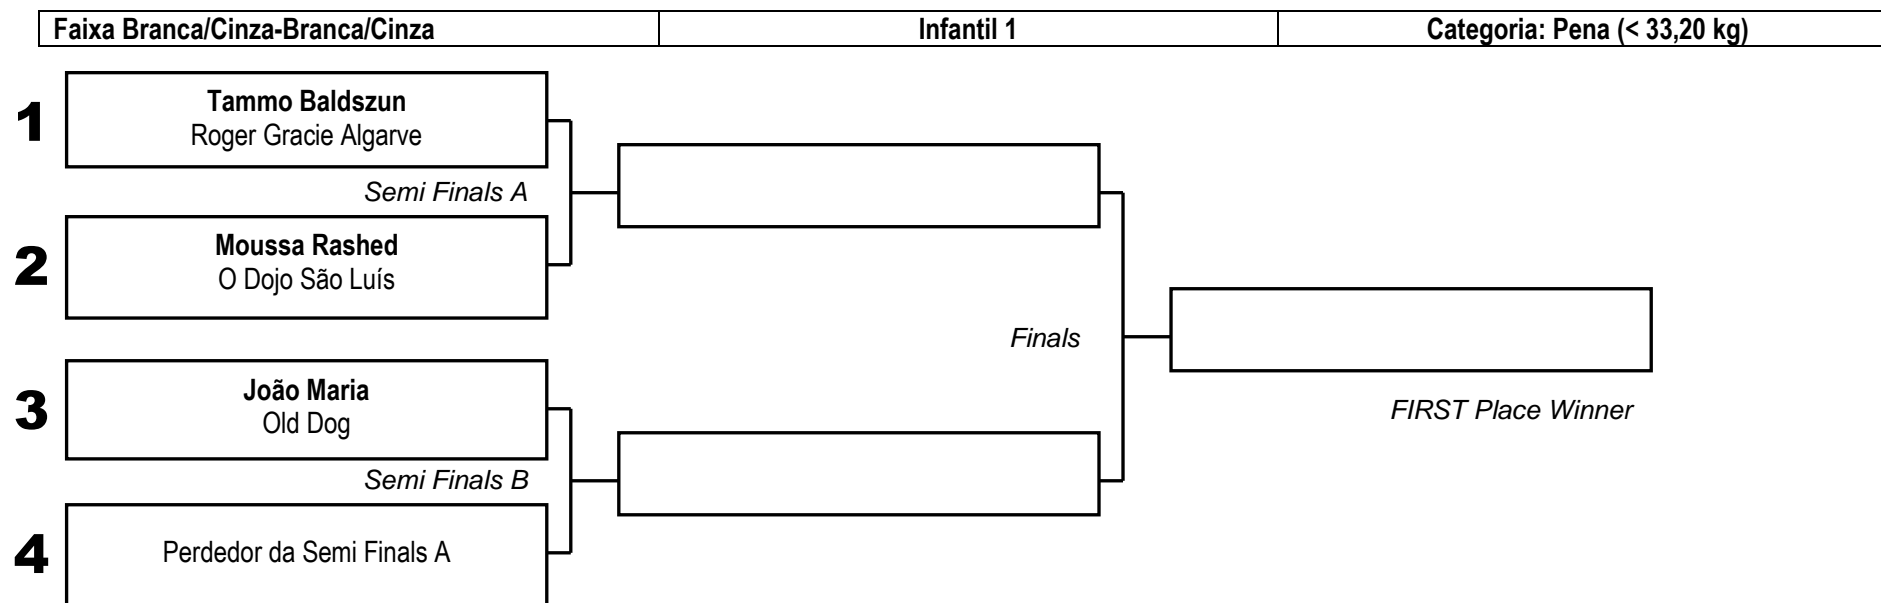 Faixa Branca/Cinza-Branca/Cinza
Infantil 1
Categoria: Pena (< 33,20 kg)
1
Tammo Baldszun
Roger Gracie Algarve
Semi Finals A
2
Moussa Rashed
O Dojo São Luís
Finals
FIRST Place Winner
3
João Maria
Old Dog
Semi Finals B
4
Perdedor da Semi Finals A